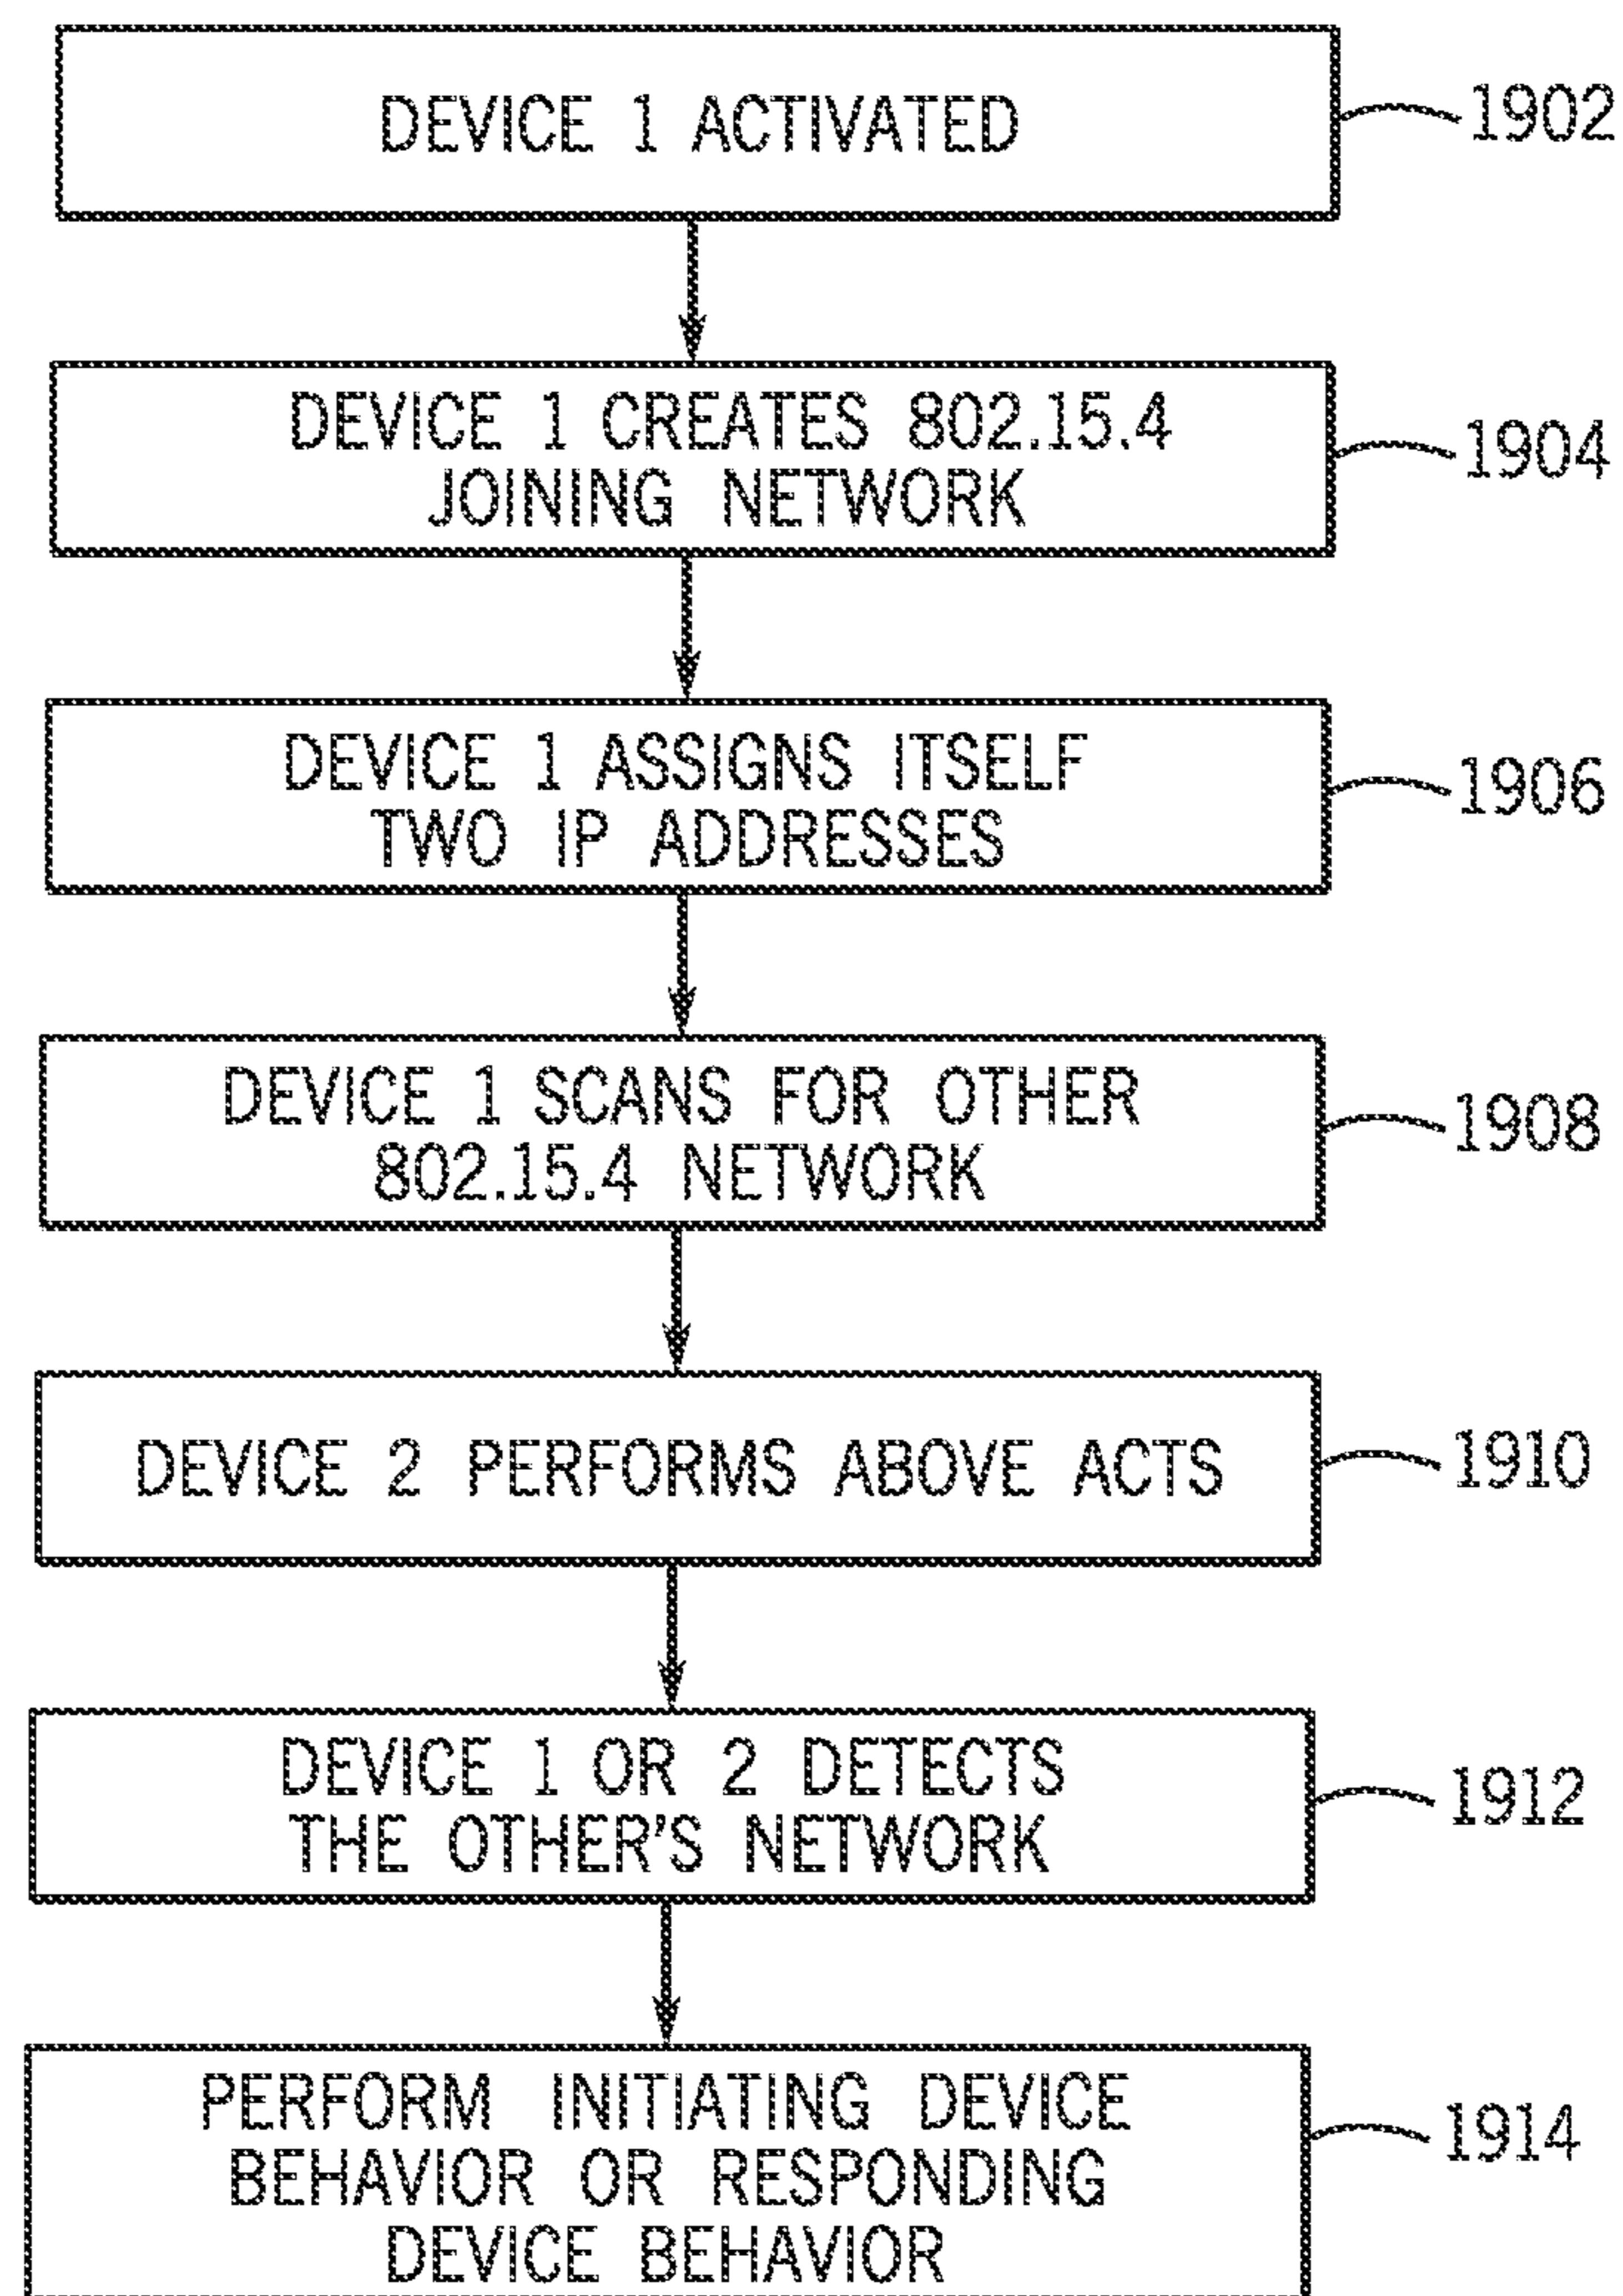 DEVICE 1 ACTIVATED
1902
DEVICE 1 CREATES 802.15.4
JOINING NETWORK
1904
DEVICE 1 ASSIGNS ITSELF
TWO IP ADDRESSES
1906
DEVICE 1 SCANS FOR OTHER
802.15.4 NETWORK
1908
DEVICE 2 PERFORMS ABOVE ACTS
1910
DEVICE 1 OR 2 DETECTS
THE OTHER'S NETWORK
1912
PERFORM INITIATING DEVICE
BEHAVIOR OR RESPONDING
DEVICE BEHAVIOR
1914